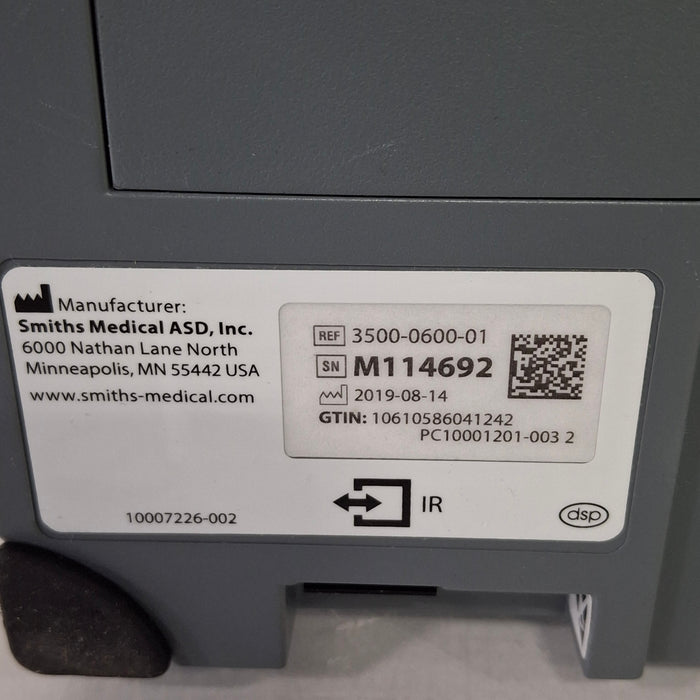 Manufacturer:
Smiths Medical ASD, Inc.
6000 Nathan Lane North
Minneapolis, MN 55442 USA
www.smiths-medical.com
REF 3500-0600-01
SN M114692
2019-08-14
GTIN: 10610586041242
PC10001201-003 2
10007226-002
IR
dsp